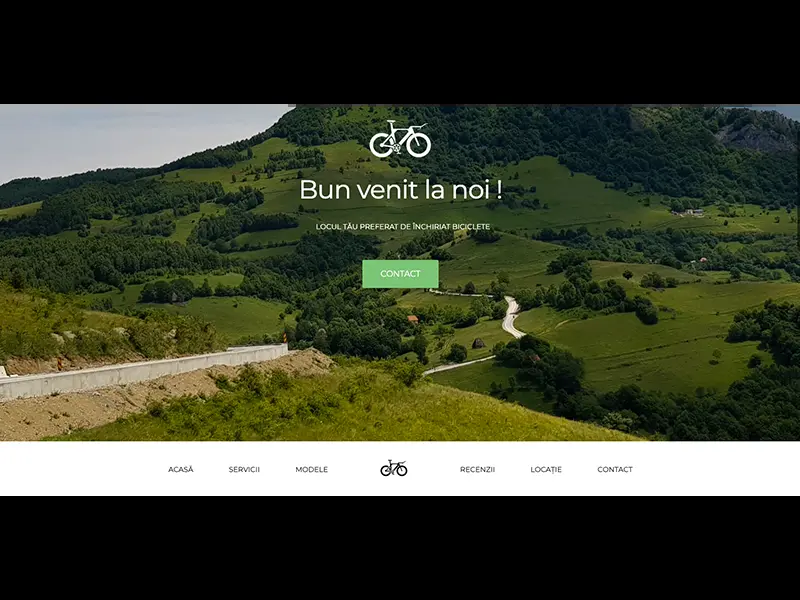 Bun venit la noi !
LOCUL TĂU PREFERAT DE ÎNCHIRIAT BICICLETE
CONTACT
ACASĂ SERVICII MODELE RECENZII LOCAȚIE CONTACT